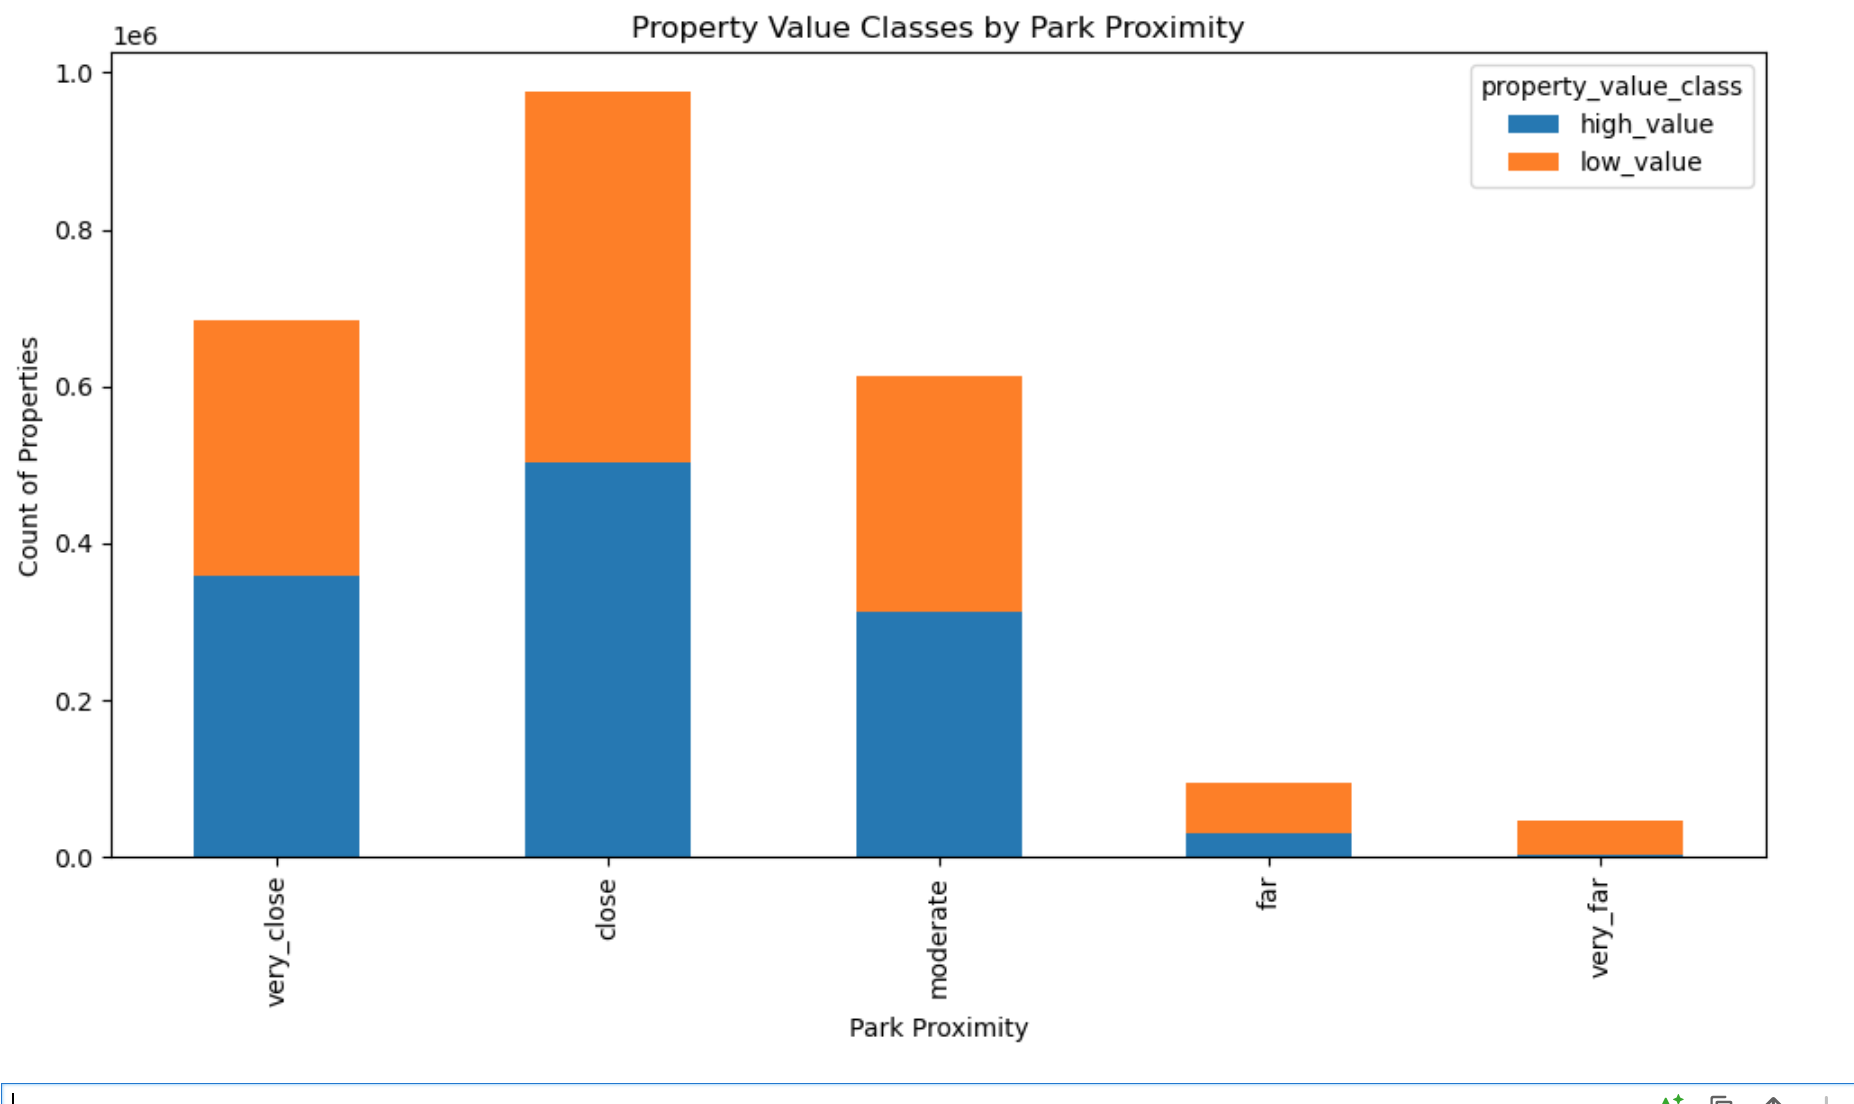 Property Value Classes by Park Proximity
1e6
1.0
0.8
0.6
0.4
0.2
0.0
Count of Properties
property_value_class
high_value
low_value
very_close
close
moderate
far
very_far
Park Proximity